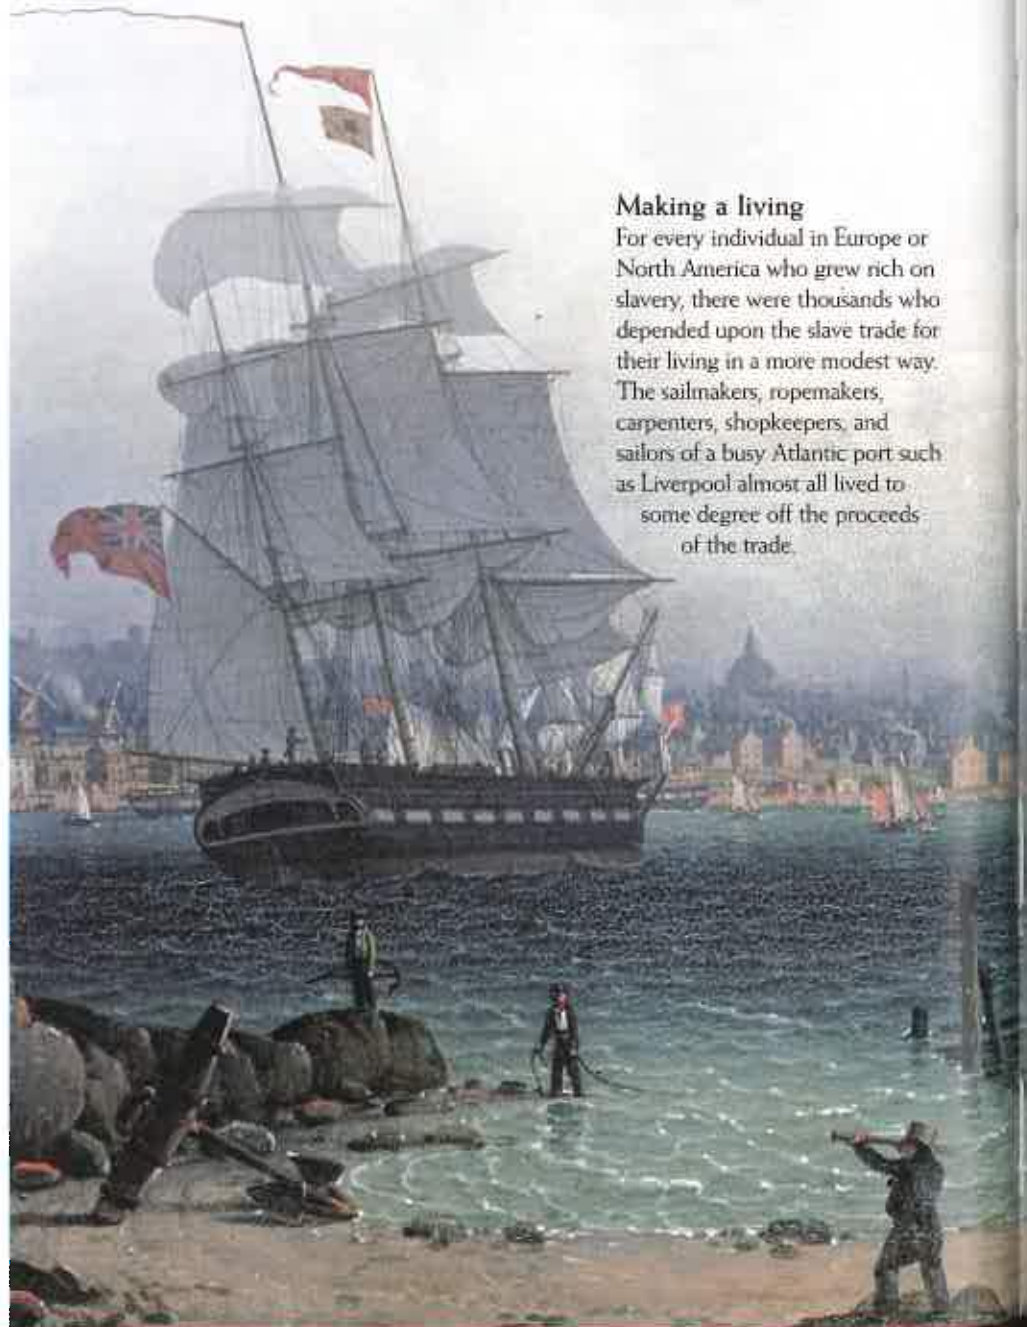 Making a living
For every individual in Europe or
North America who grew rich on
slavery, there were thousands who
depended upon the slave trade for
their living in a more modest way.
The sailmakers, ropemakers,
carpenters, shopkeepers, and
sailors of a busy Atlantic port such
as Liverpool almost all lived to
some degree off the proceeds
of the trade.